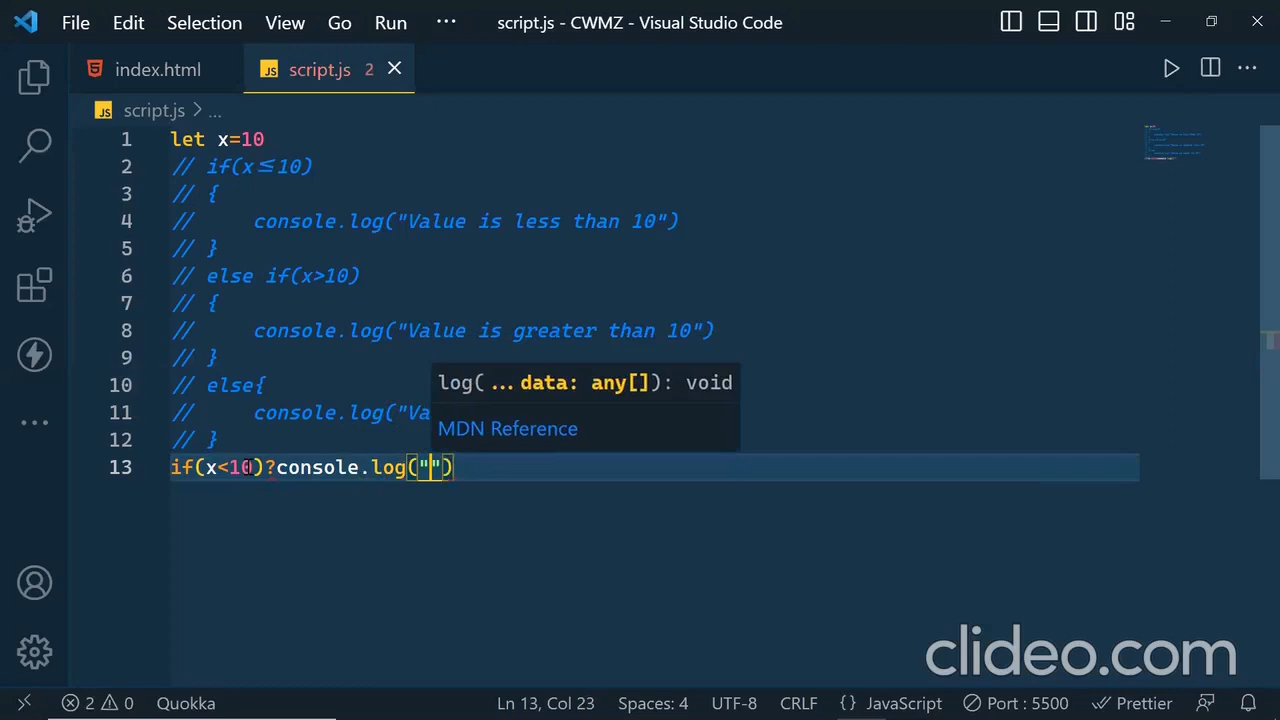 File Edit Selection View Go Run ··· script.js - CWMZ - Visual Studio Code
index.html script.js 2
script.js > ...
1 let x=10
2 // if(x≤10)
3 // {
4 // console.log("Value is less than 10")
5 // }
6 // else if(x>10)
7 // {
8 // console.log("Value is greater than 10")
9 // }
10 // else{
11 // console.log("Va
12 // }
13 if(x<10)?console.log("")
log(...data: any[]): void
MDN Reference
clideo.com
2 0 Quokka Ln 13, Col 23 Spaces: 4 UTF-8 CRLF {} JavaScript Port : 5500 Prettier